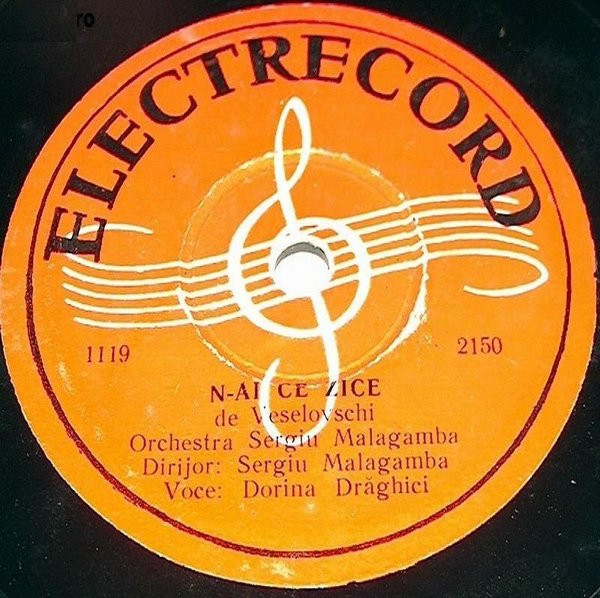 ro
ELECTRECORD
1119
2150
N-AI CE ZICE
de Veselovschi
Orchestra Sergiu Malagamba
Dirijor: Sergiu Malagamba
Voce: Dorina Drăghici